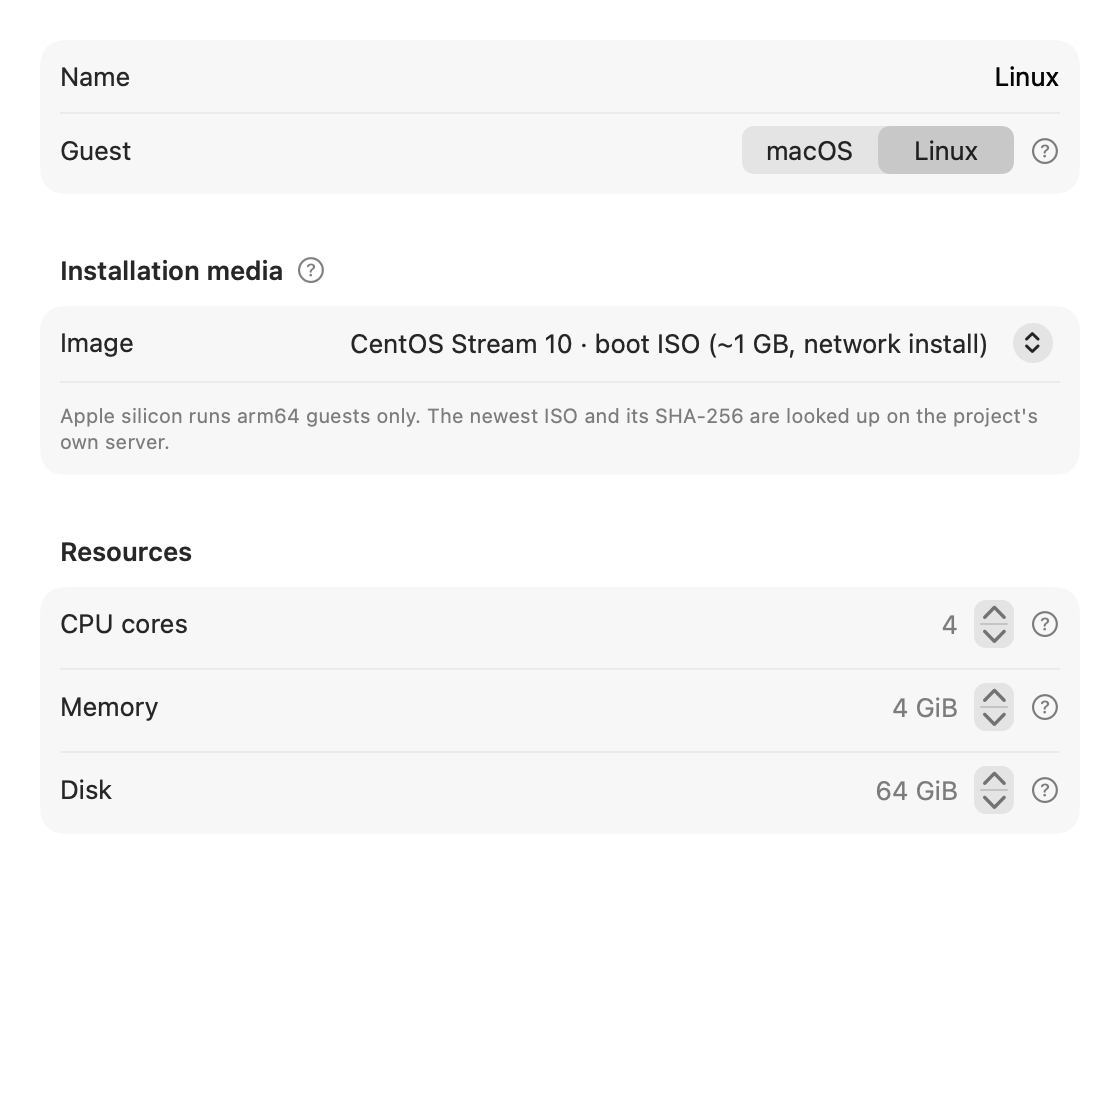 Name Linux
Guest macOS Linux ?
Installation media ?
Image CentOS Stream 10 · boot ISO (~1 GB, network install)
Apple silicon runs arm64 guests only. The newest ISO and its SHA-256 are looked up on the project's
own server.
Resources
CPU cores 4 ?
Memory 4 GiB ?
Disk 64 GiB ?